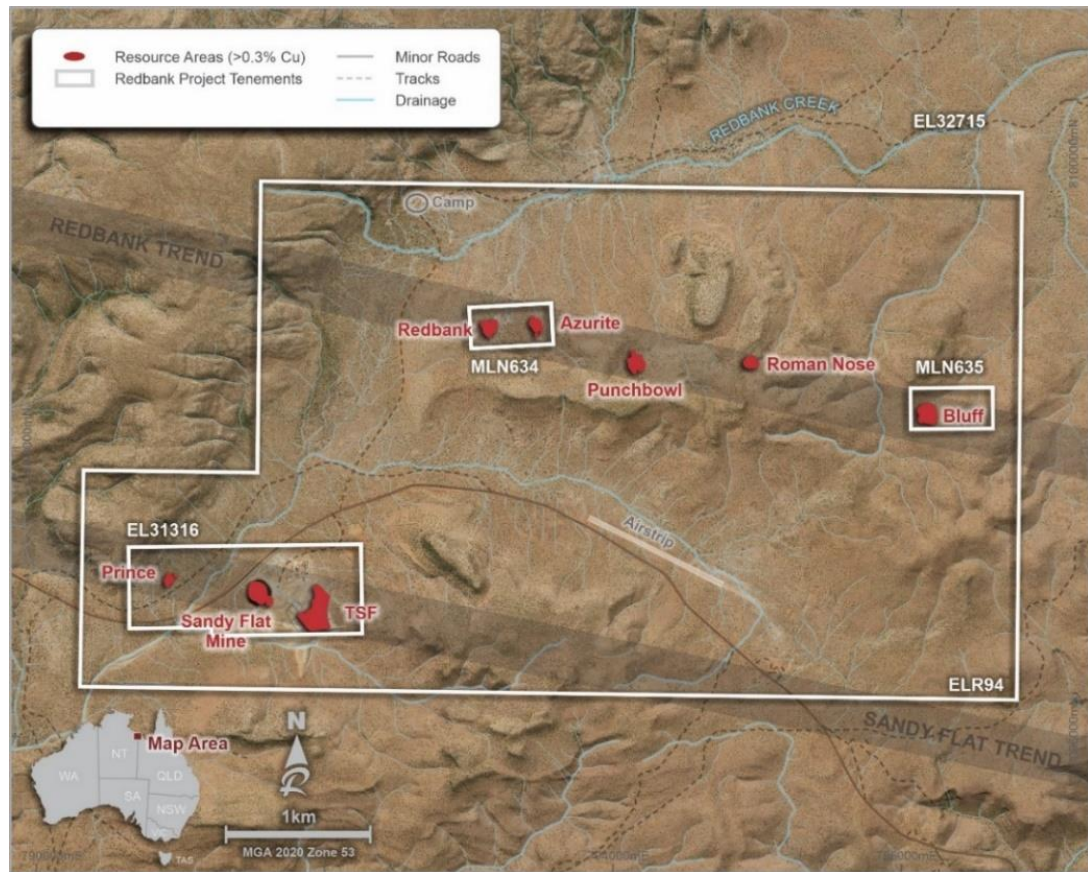 Resource Areas (>0.3% Cu)
Redbank Project Tenements
Minor Roads
Tracks
Drainage
REDBANK CREEK
EL32715
8100000mE
Camp
REDBANK TREND
Redbank
Azurite
MLN634
Punchbowl
Roman Nose
MLN635
Bluff
Airstrip
EL31316
Prince
Sandy Flat
Mine
TSF
ELR94
SANDY FLAT TREND
Map Area
WA
NT
QLD
SA
NSW
TAS
N
R
1km
MGA 2020 Zone 53